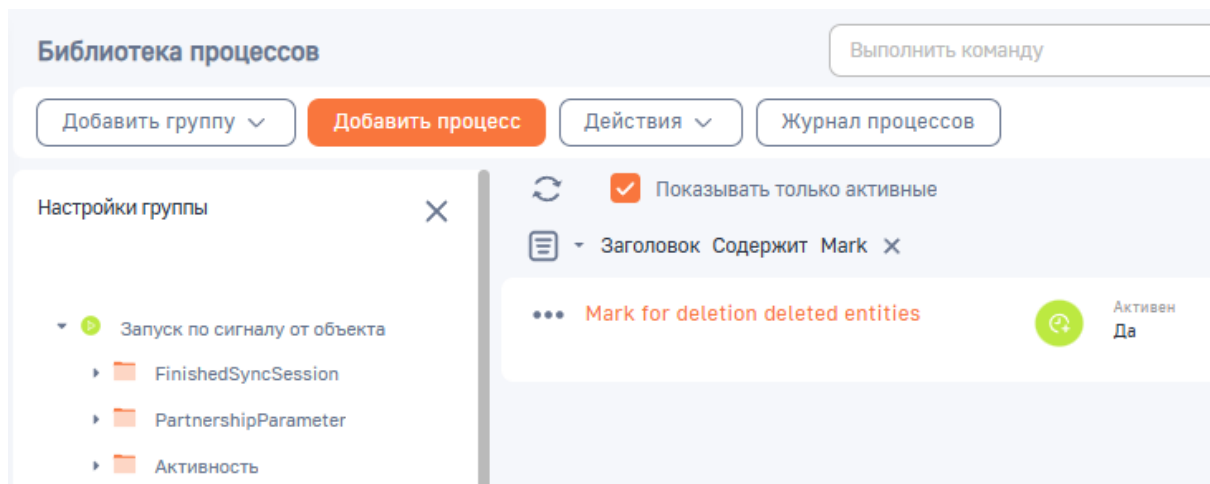 Библиотека процессов
Выполнить команду
Добавить группу
Добавить процесс
Действия
Журнал процессов
Настройки группы
Показывать только активные
Заголовок Содержит Mark
Mark for deletion deleted entities
Активен
Да
Запуск по сигналу от объекта
FinishedSyncSession
PartnershipParameter
Активность